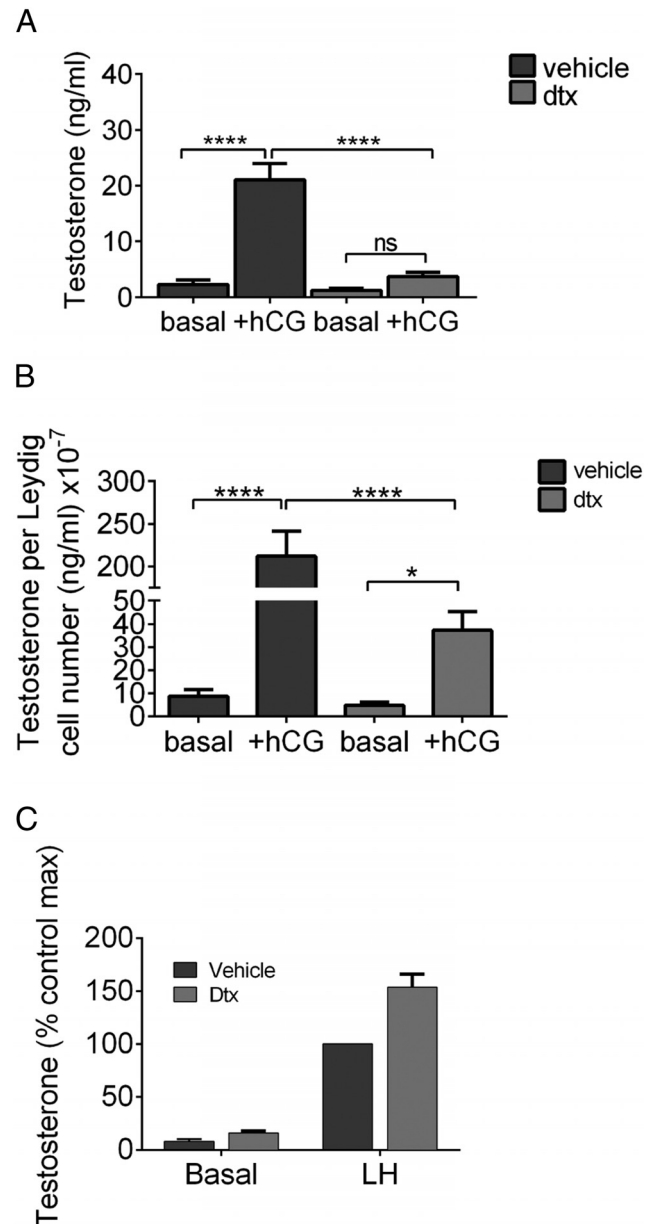 A
Testosterone (ng/ml)
40
30
20
10
0
****
****
ns
vehicle
dtx
basal +hCG basal +hCG
B
Testosterone per Leydig
cell number (ng/ml) x10-7
300
250
200
50
40
30
20
10
0
****
****
*
vehicle
dtx
basal +hCG basal +hCG
C
Testosterone (% control max)
200
150
100
50
0
Vehicle
Dtx
Basal LH